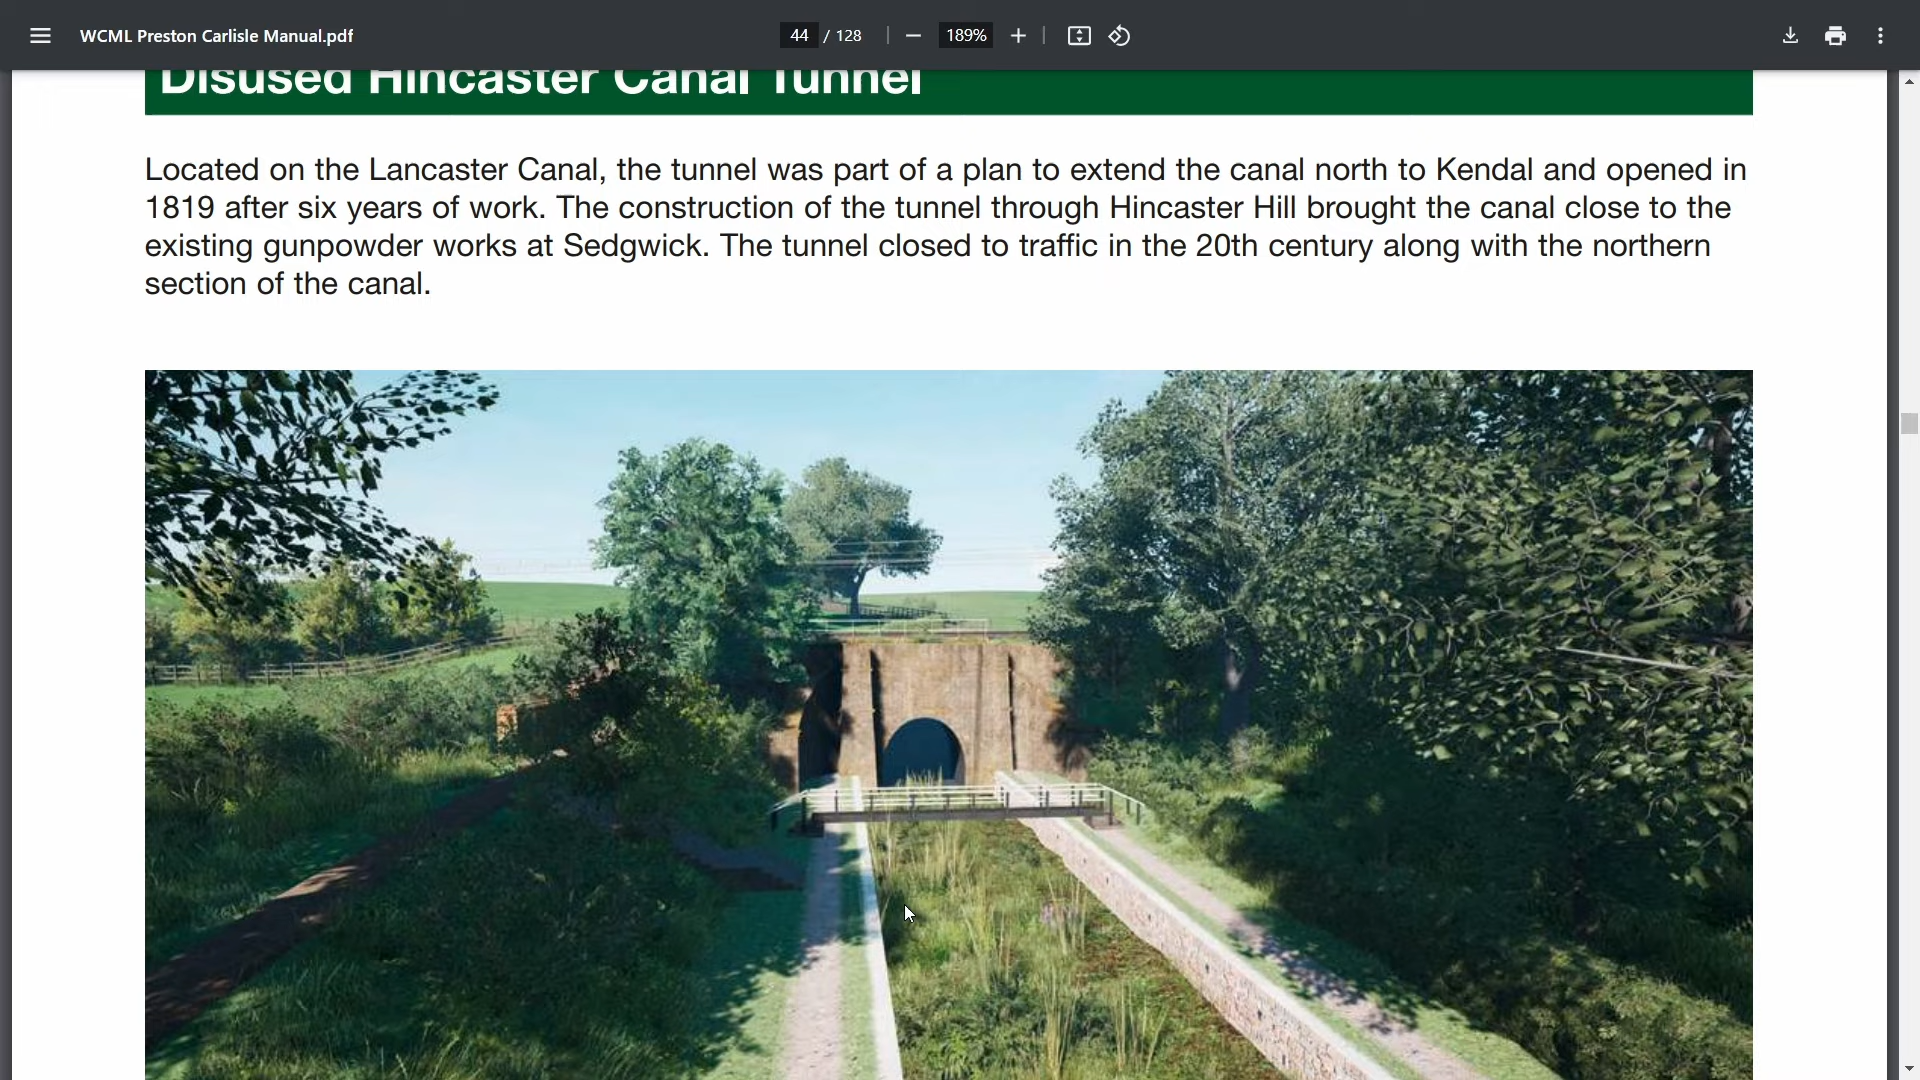 WCML Preston Carlisle Manual.pdf
44 / 128
189%
Disused Hincaster Canal Tunnel
Located on the Lancaster Canal, the tunnel was part of a plan to extend the canal north to Kendal and opened in
1819 after six years of work. The construction of the tunnel through Hincaster Hill brought the canal close to the
existing gunpowder works at Sedgwick. The tunnel closed to traffic in the 20th century along with the northern
section of the canal.